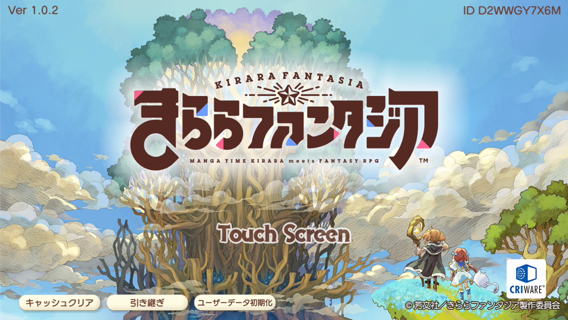 Ver 1.0.2
ID D2WWGY7X6M
KIRARA FANTASIA
きららファンタジア
TM
MANGA TIME KIRARA meets FANTASY RPG
Touch Screen
CRIWARE™
キャッシュクリア
引き継ぎ
ユーザーデータ初期化
©芳文社／きららファンタジア製作委員会